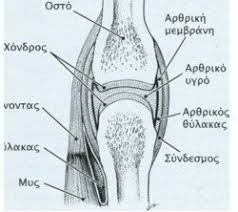 Οστό
Αρθρική
μεμβράνη
Χόνδρος
Αρθρικό
υγρό
νοντας
Αρθρικός
θύλακας
ύλακας
Σύνδεσμος
Μυς